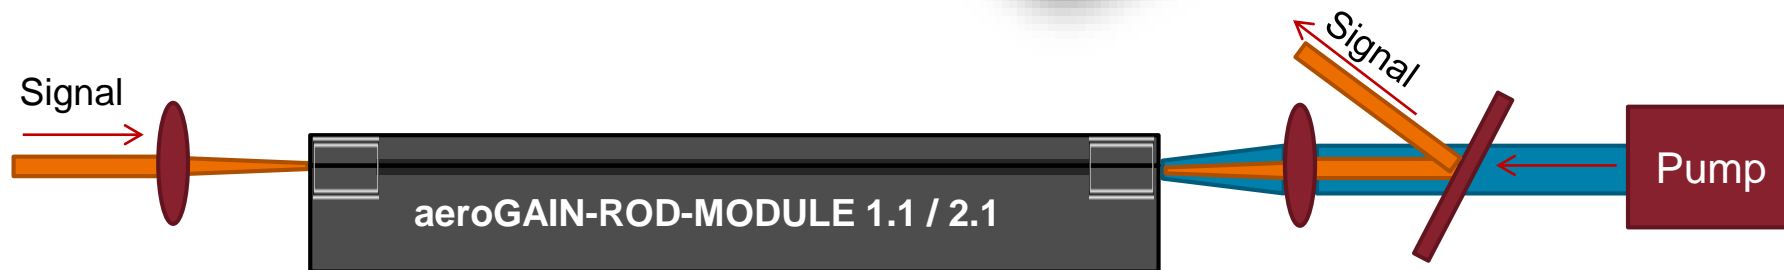 Signal
aeroGAIN-ROD-MODULE 1.1 / 2.1
Signal
Pump